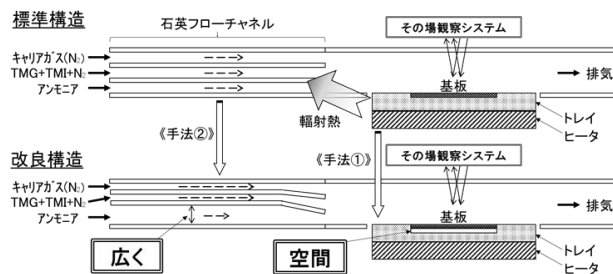 標準構造
石英フローチャネル
その場観察システム
キャリアガス(N₂)
TMG+TMI+N₂
アンモニア
基板
排気
輻射熱
トレイ
ヒータ
《手法②》
《手法①》
改良構造
その場観察システム
キャリアガス(N₂)
TMG+TMI+N₂
アンモニア
基板
排気
広く
空間
トレイ
ヒータ